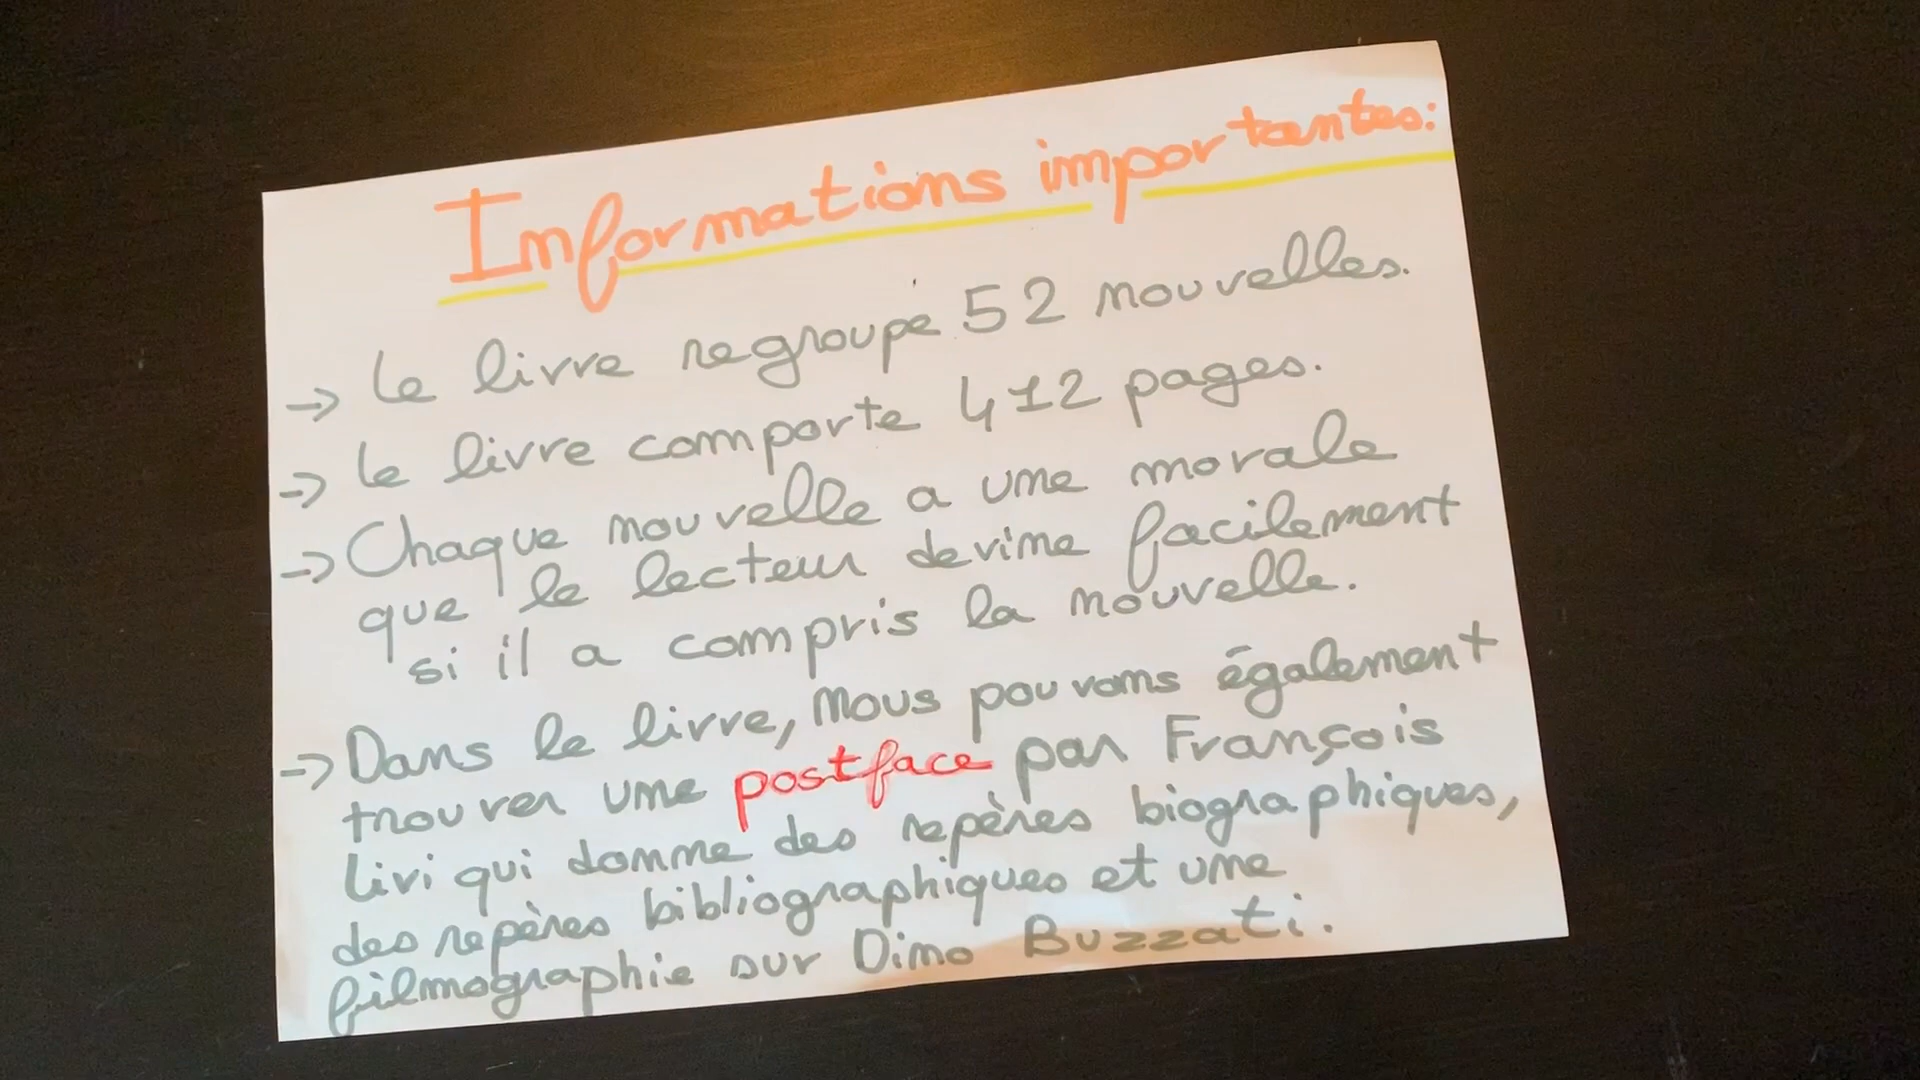 Informations importantes:
→ Le livre regroupe 52 nouvelles.
→ Le livre comporte 412 pages.
→ Chaque nouvelle a une morale
que le lecteur devine facilement
si il a compris la nouvelle.
→ Dans le livre, nous pouvons également
trouver une postface par François
Livi qui donne des repères biographiques,
des repères bibliographiques et une
filmographie sur Dino Buzzati.